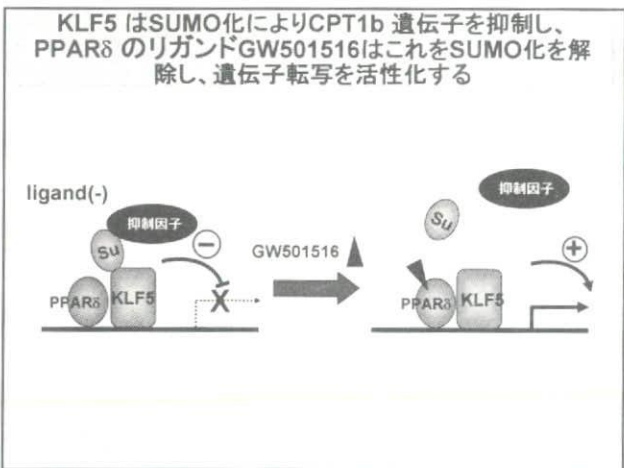 KLF5 はSUMO化によりCPT1b 遺伝子を抑制し、
PPARδ のリガンドGW501516はこれをSUMO化を解
除し、遺伝子転写を活性化する
ligand(-)
抑制因子
Su
−
PPARδ
KLF5
X
GW501516
抑制因子
Su
+
PPARδ
KLF5